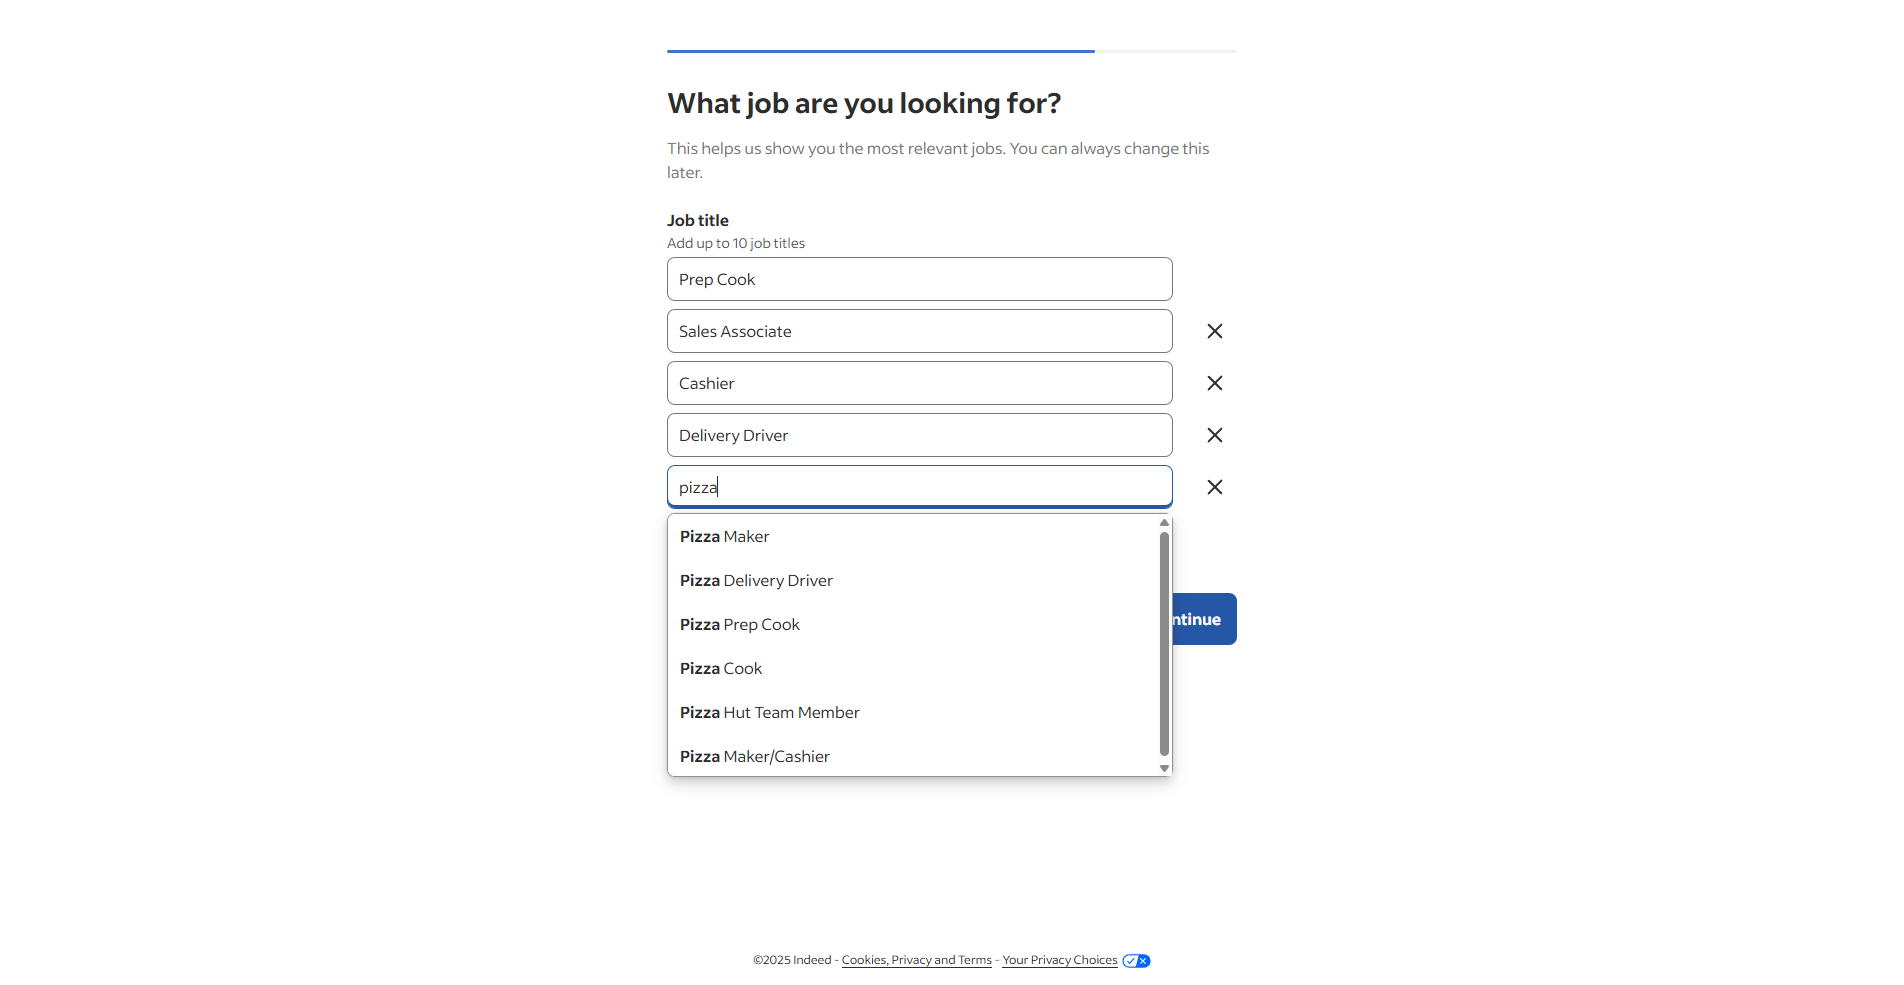 What job are you looking for?
This helps us show you the most relevant jobs. You can always change this
later.
Job title
Add up to 10 job titles
Prep Cook
Sales Associate
Cashier
Delivery Driver
pizza
Pizza Maker
Pizza Delivery Driver
Pizza Prep Cook
ntinue
Pizza Cook
Pizza Hut Team Member
Pizza Maker/Cashier
©2025 Indeed - Cookies, Privacy and Terms - Your Privacy Choices